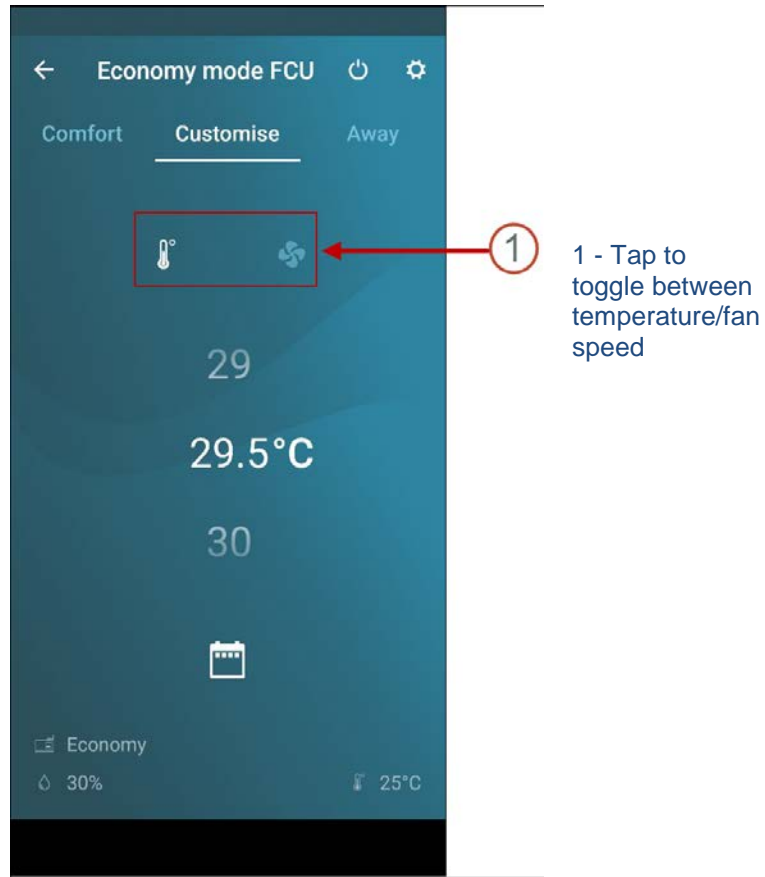 Economy mode FCU
Comfort Customise Away
1
1 - Tap to
toggle between
temperature/fan
speed
29
29.5°C
30
Economy
30% 25°C